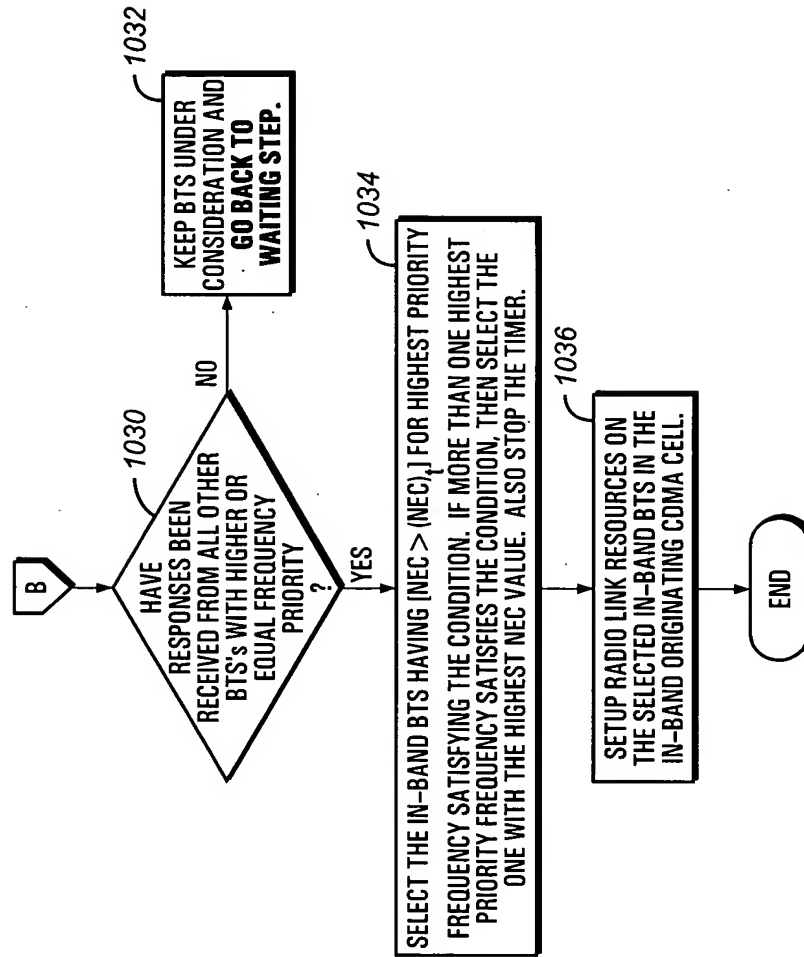 B
HAVE
RESPONSES BEEN
RECEIVED FROM ALL OTHER
BTS's WITH HIGHER OR
EQUAL FREQUENCY
PRIORITY
?
1030
NO
KEEP BTS UNDER
CONSIDERATION AND
GO BACK TO
WAITING STEP.
1032
YES
SELECT THE IN-BAND BTS HAVING [NEC > (NEC)t] FOR HIGHEST PRIORITY
FREQUENCY SATISFYING THE CONDITION. IF MORE THAN ONE HIGHEST
PRIORITY FREQUENCY SATISFIES THE CONDITION, THEN SELECT THE
ONE WITH THE HIGHEST NEC VALUE. ALSO STOP THE TIMER.
1034
SETUP RADIO LINK RESOURCES ON
THE SELECTED IN-BAND BTS IN THE
IN-BAND ORIGINATING CDMA CELL.
1036
END